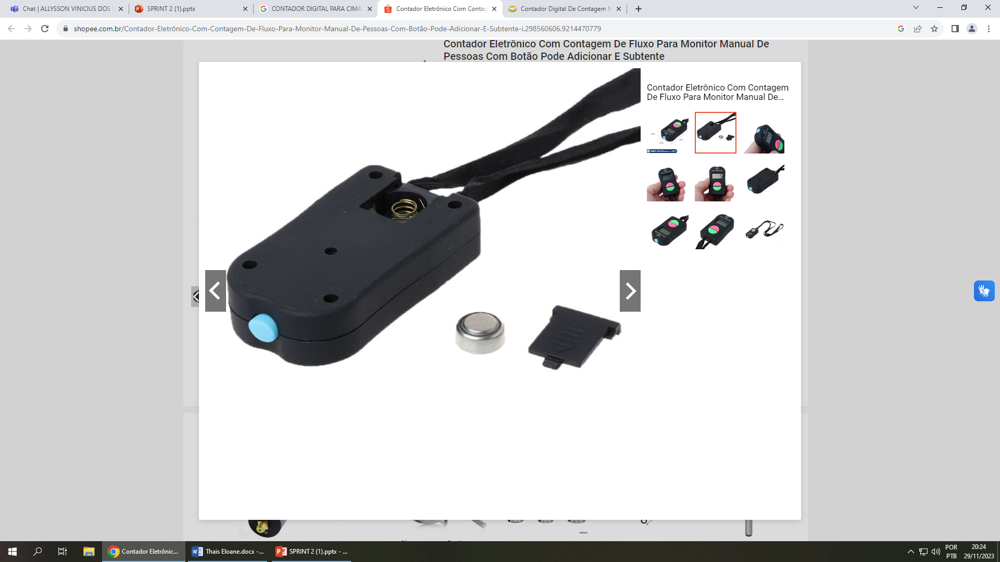 Chat | ALLYSSON VINICIUS DOS S
SPRINT 2 (1).pptx
CONTADOR DIGITAL PARA CIMA
Contador Eletrônico Com Contag
Contador Digital De Contagem M
shopee.com.br/Contador-Eletrônico-Com-Contagem-De-Fluxo-Para-Monitor-Manual-De-Pessoas-Com-Botão-Pode-Adicionar-E-Subtente-i.298560606.9214470779
Contador Eletrônico Com Contagem De Fluxo Para Monitor Manual De
Pessoas Com Botão Pode Adicionar E Subtente
Contador Eletrônico Com Contagem
De Fluxo Para Monitor Manual De...
Contador Eletrônic...
Thais Eloane.docx -...
SPRINT 2 (1).pptx - ...
POR
PTB
20:24
29/11/2023